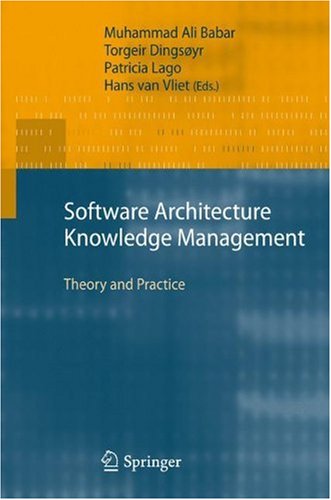 Muhammad Ali Babar
Torgeir Dingsøyr
Patricia Lago
Hans van Vliet (Eds.)
Software Architecture
Knowledge Management
Theory and Practice
Springer